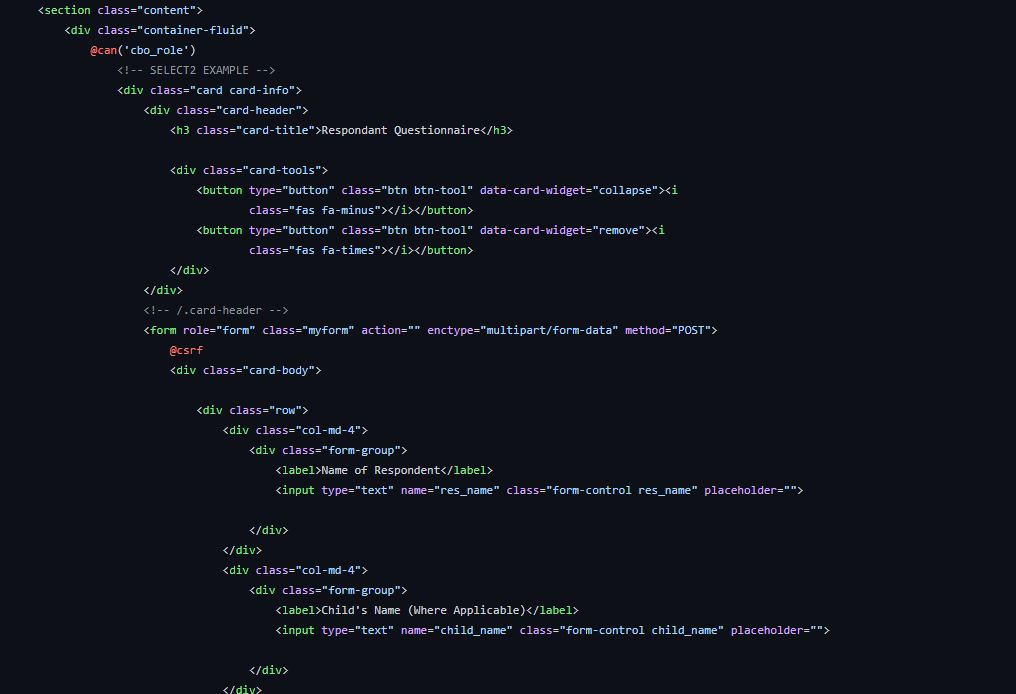 <section class="content">
<div class="container-fluid">
@can('cbo_role')
<!-- SELECT2 EXAMPLE -->
<div class="card card-info">
<div class="card-header">
<h3 class="card-title">Respondant Questionnaire</h3>
<div class="card-tools">
<button type="button" class="btn btn-tool" data-card-widget="collapse"><i
class="fas fa-minus"></i></button>
<button type="button" class="btn btn-tool" data-card-widget="remove"><i
class="fas fa-times"></i></button>
</div>
</div>
<!-- /.card-header -->
<form role="form" class="myform" action="" enctype="multipart/form-data" method="POST">
@csrf
<div class="card-body">
<div class="row">
<div class="col-md-4">
<div class="form-group">
<label>Name of Respondent</label>
<input type="text" name="res_name" class="form-control res_name" placeholder="">
</div>
</div>
<div class="col-md-4">
<div class="form-group">
<label>Child's Name (Where Applicable)</label>
<input type="text" name="child_name" class="form-control child_name" placeholder="">
</div>
</div>